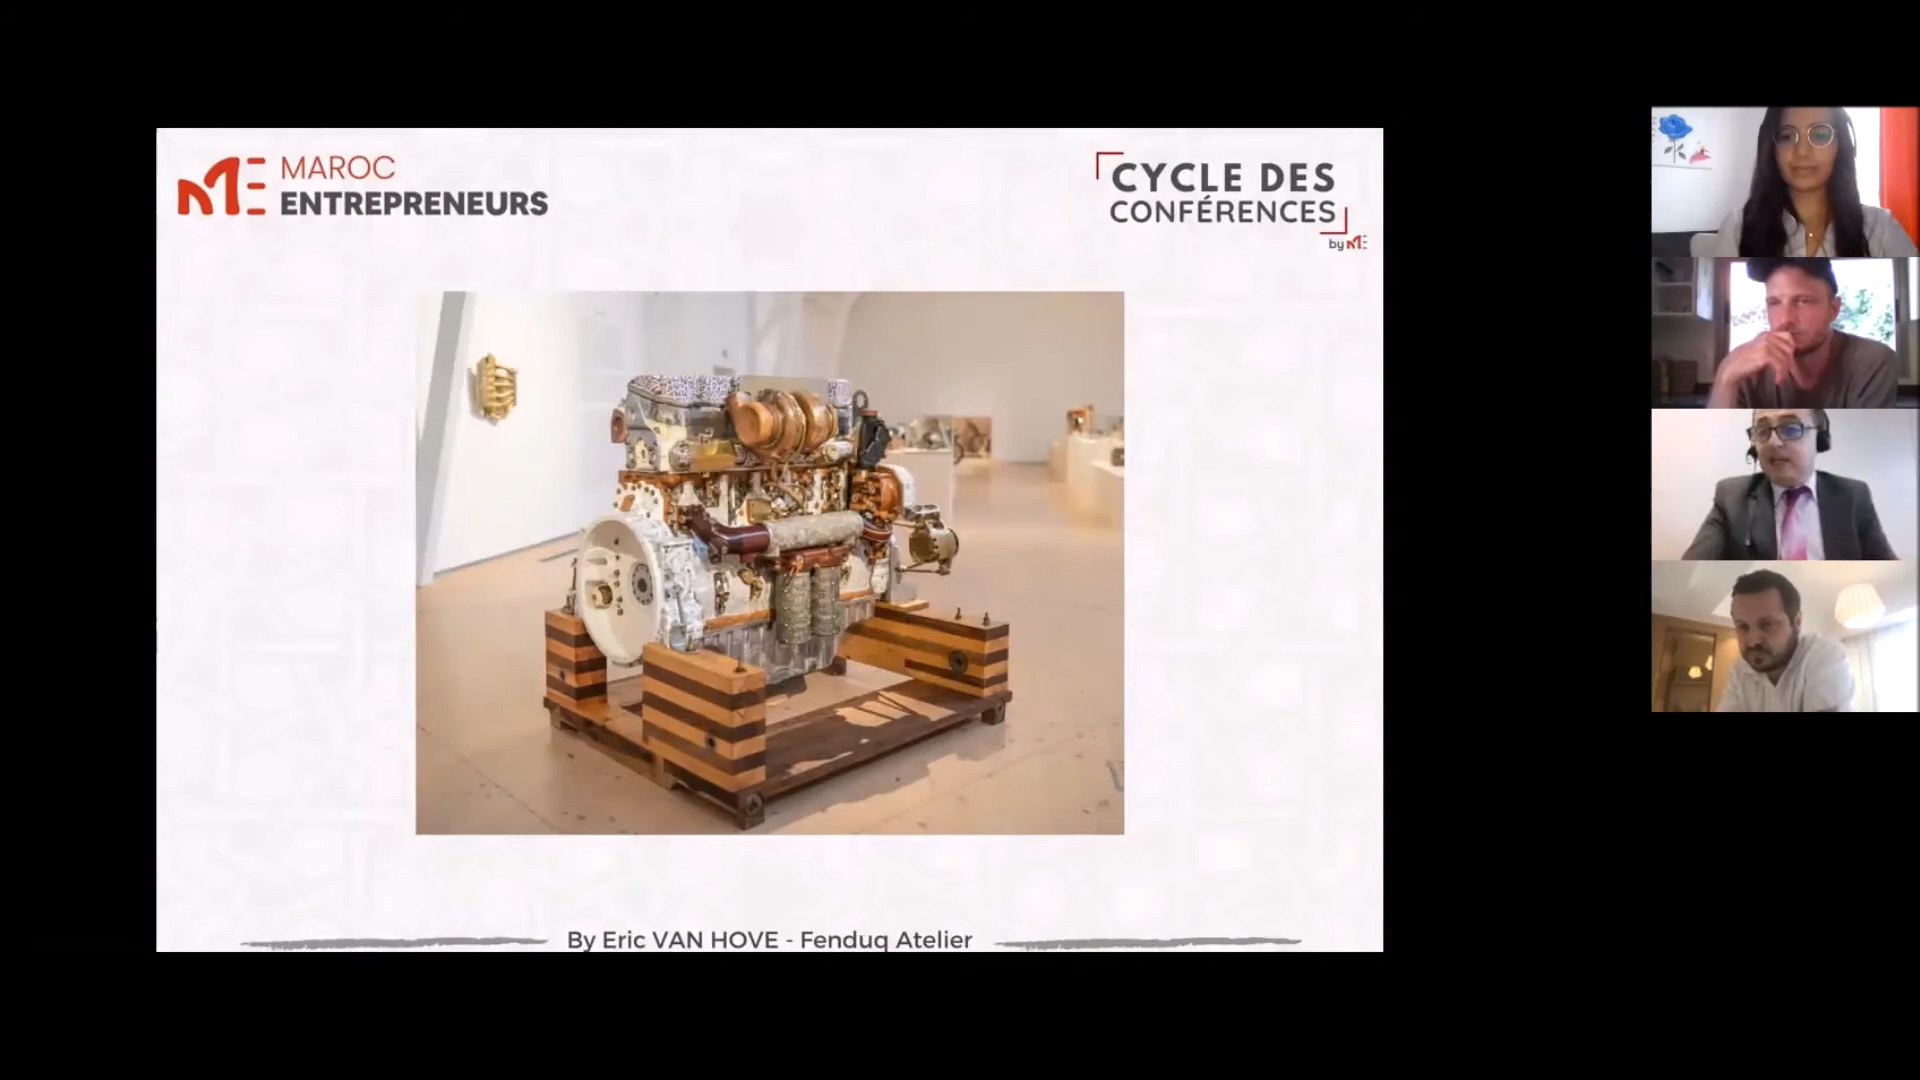 MAROC
ENTREPRENEURS
CYCLE DES
CONFÉRENCES
by
By Eric VAN HOVE - Fenduq Atelier